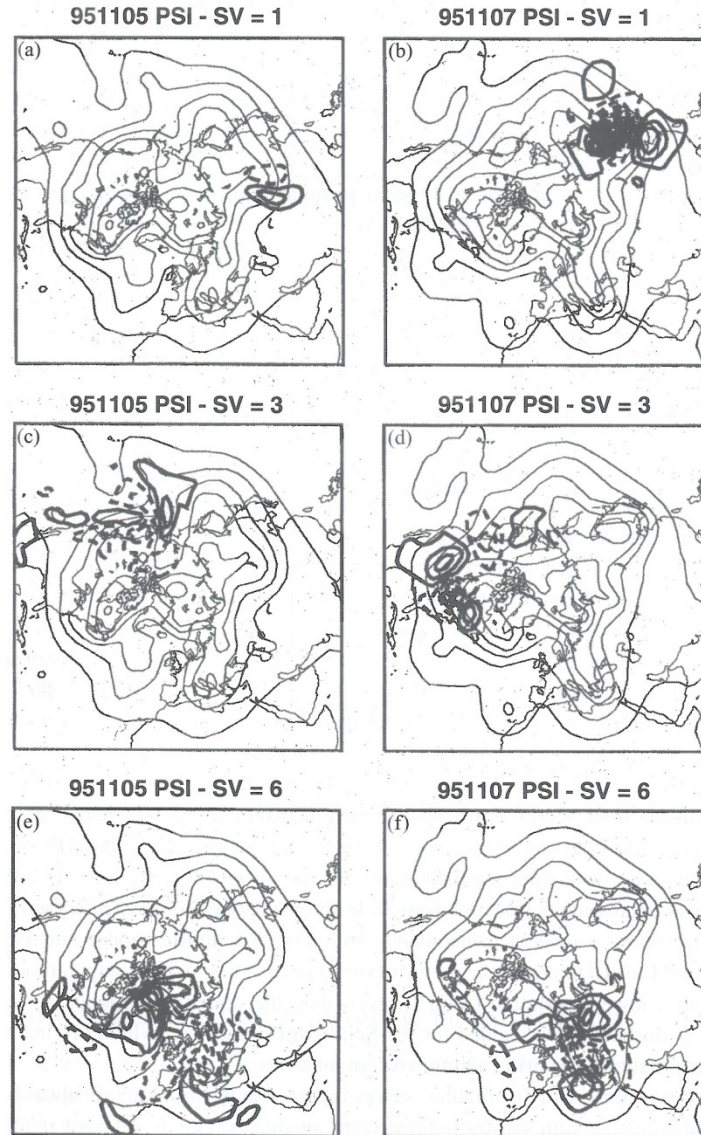 951105 PSI - SV = 1
951107 PSI - SV = 1
(a)
(b)
951105 PSI - SV = 3
951107 PSI - SV = 3
(c)
(d)
951105 PSI - SV = 6
951107 PSI - SV = 6
(e)
(f)